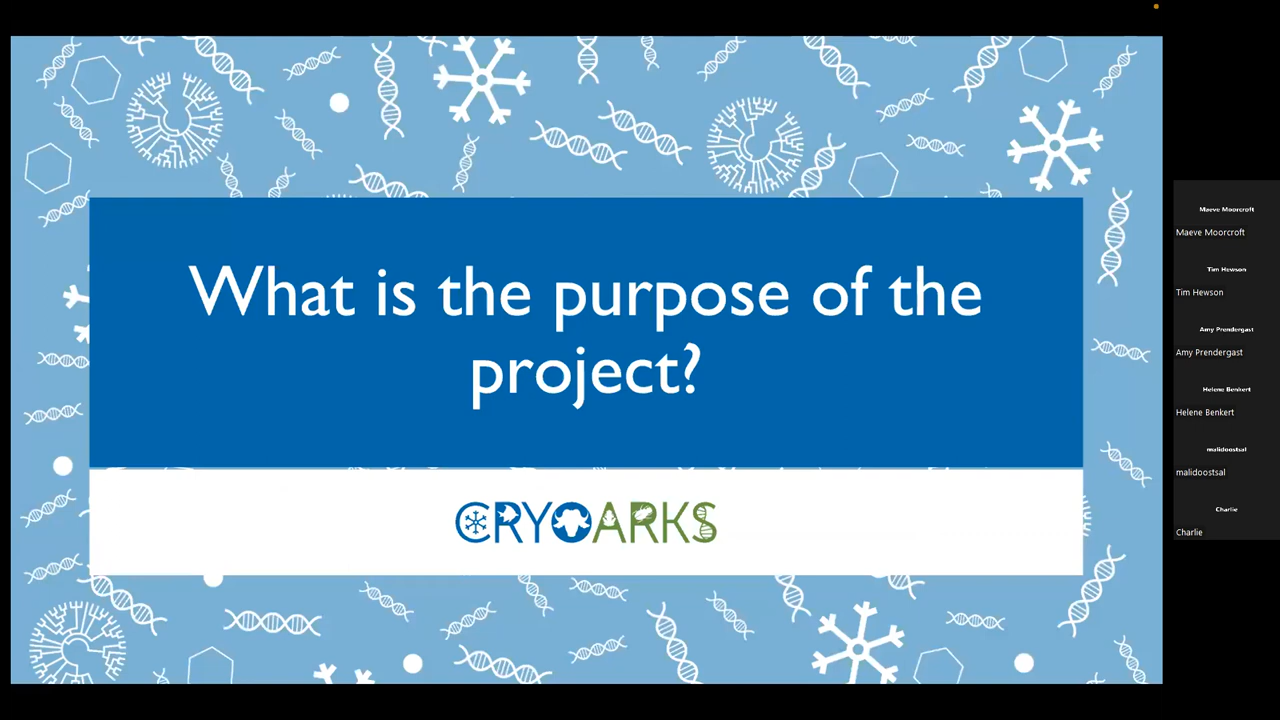 What is the purpose of the
project?
CRYOARKS
Maeve Moorcroft
Maeve Moorcroft
Tim Hewson
Tim Hewson
Amy Prendergast
Amy Prendergast
Helene Benkert
Helene Benkert
malidoostsal
malidoostsal
Charlie
Charlie